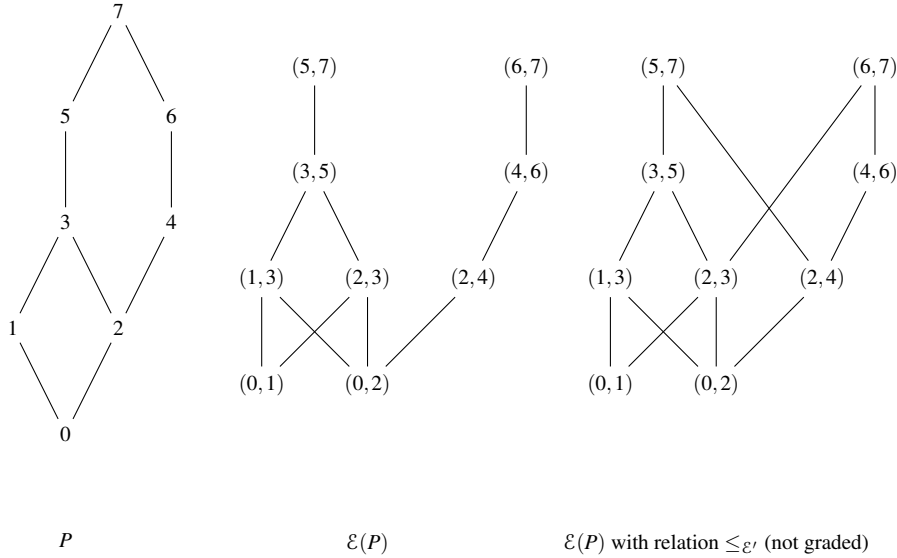 7
(5,7) (6,7) (5,7) (6,7)
5 6
(3,5) (4,6) (3,5) (4,6)
3 4
(1,3) (2,3) (2,4) (1,3) (2,3) (2,4)
1 2
(0,1) (0,2) (0,1) (0,2)
0
P ℰ(P) ℰ(P) with relation ≤ℰ′ (not graded)